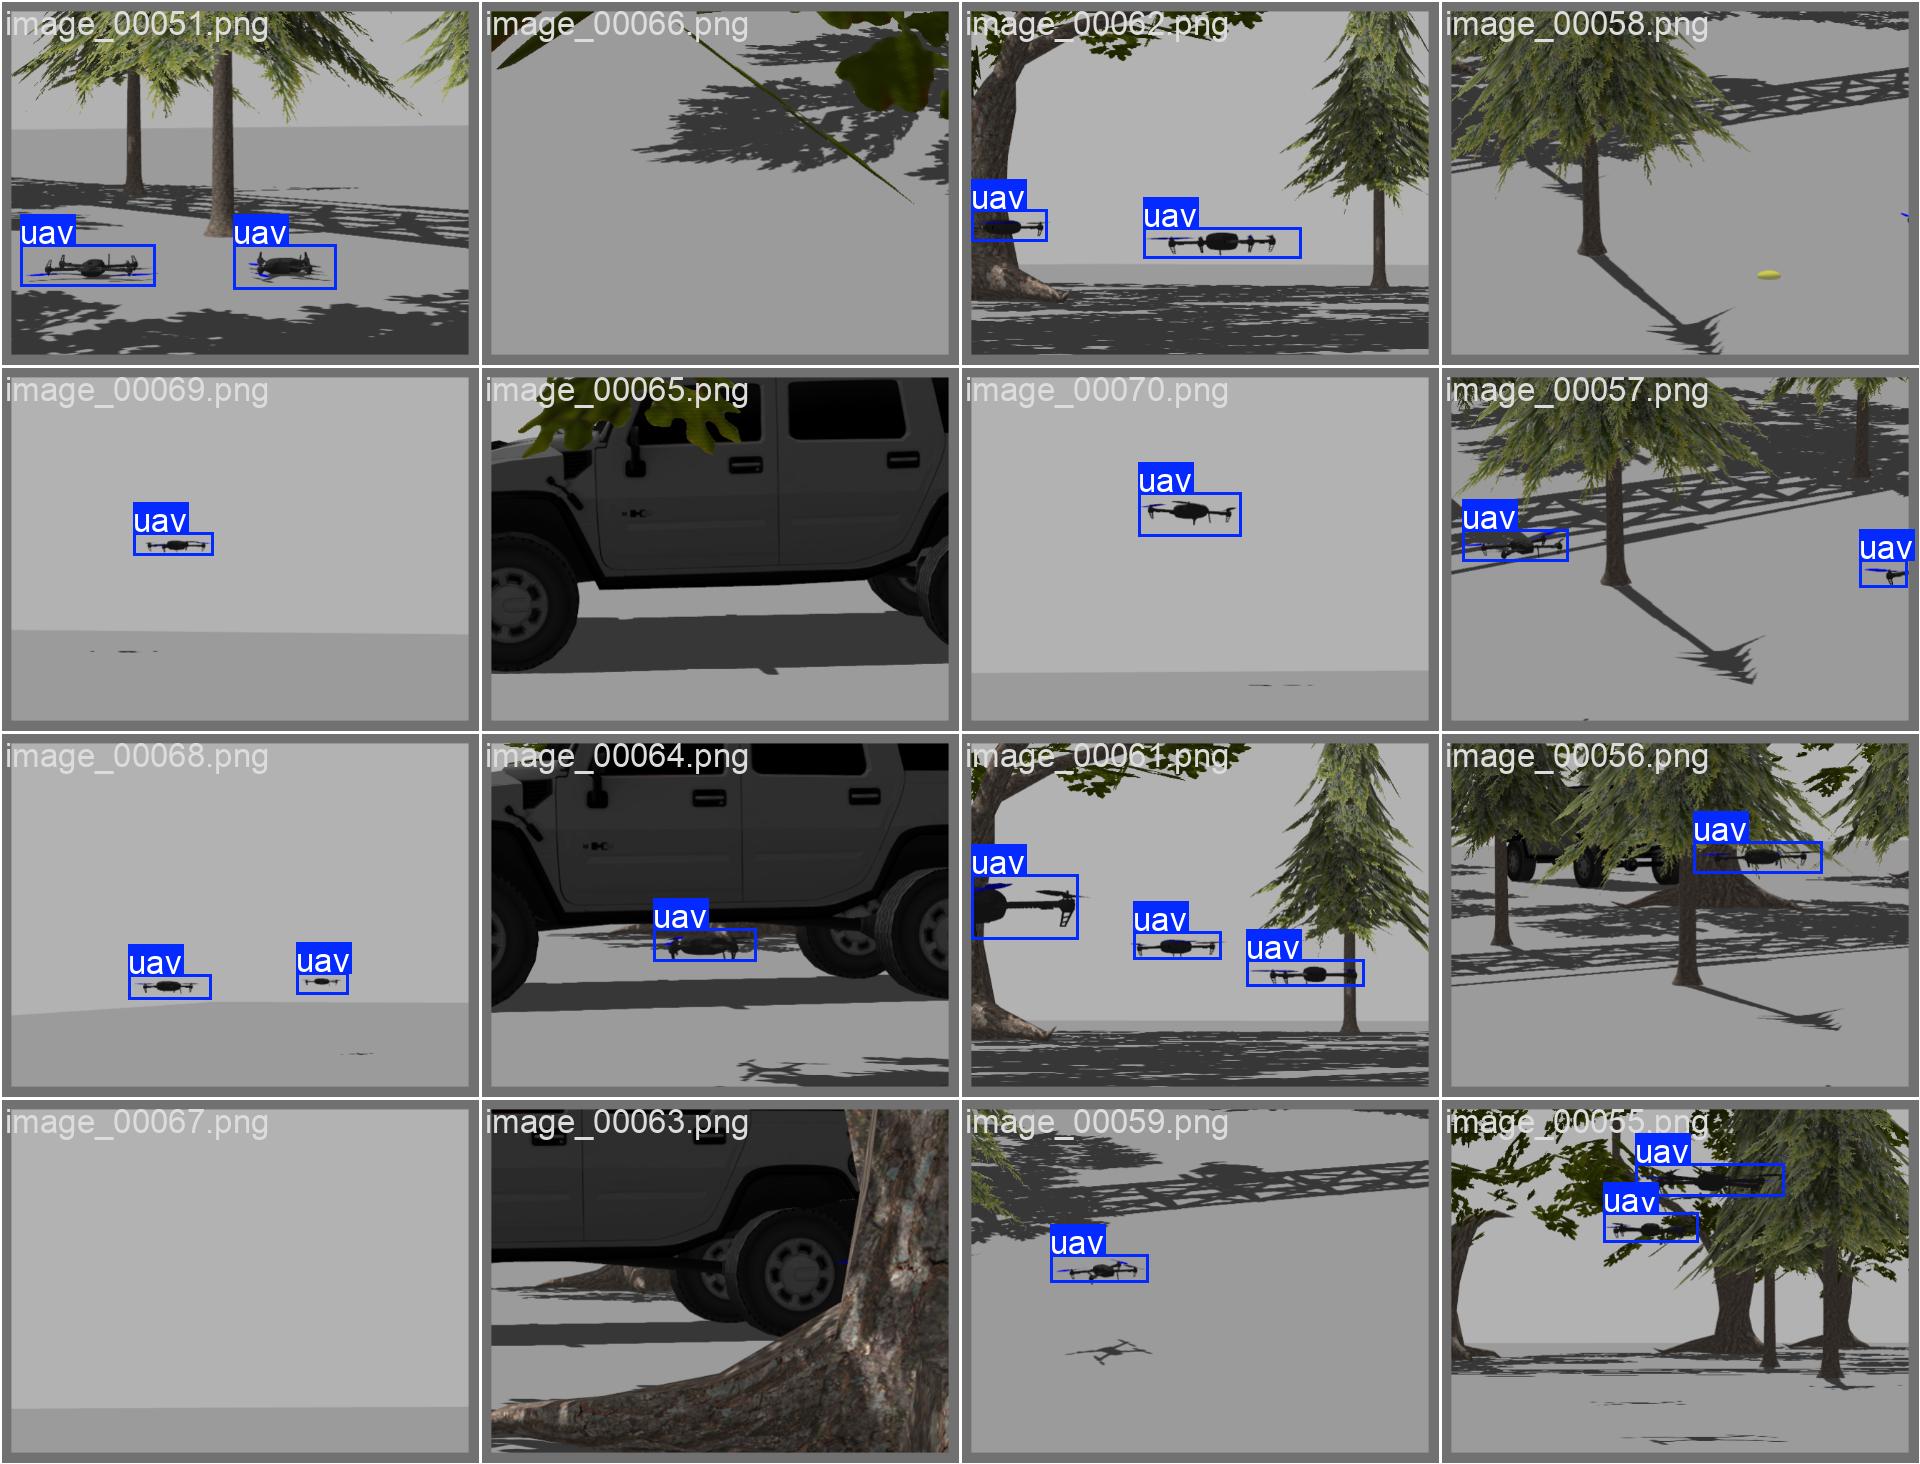 image_00051.png
uav
uav
image_00066.png
image_00062.png
uav
uav
image_00058.png
image_00069.png
uav
image_00065.png
image_00070.png
uav
image_00057.png
uav
uav
image_00068.png
uav
uav
image_00064.png
uav
image_00061.png
uav
uav
uav
image_00056.png
uav
image_00067.png
image_00063.png
image_00059.png
uav
image_00055.png
uav
uav